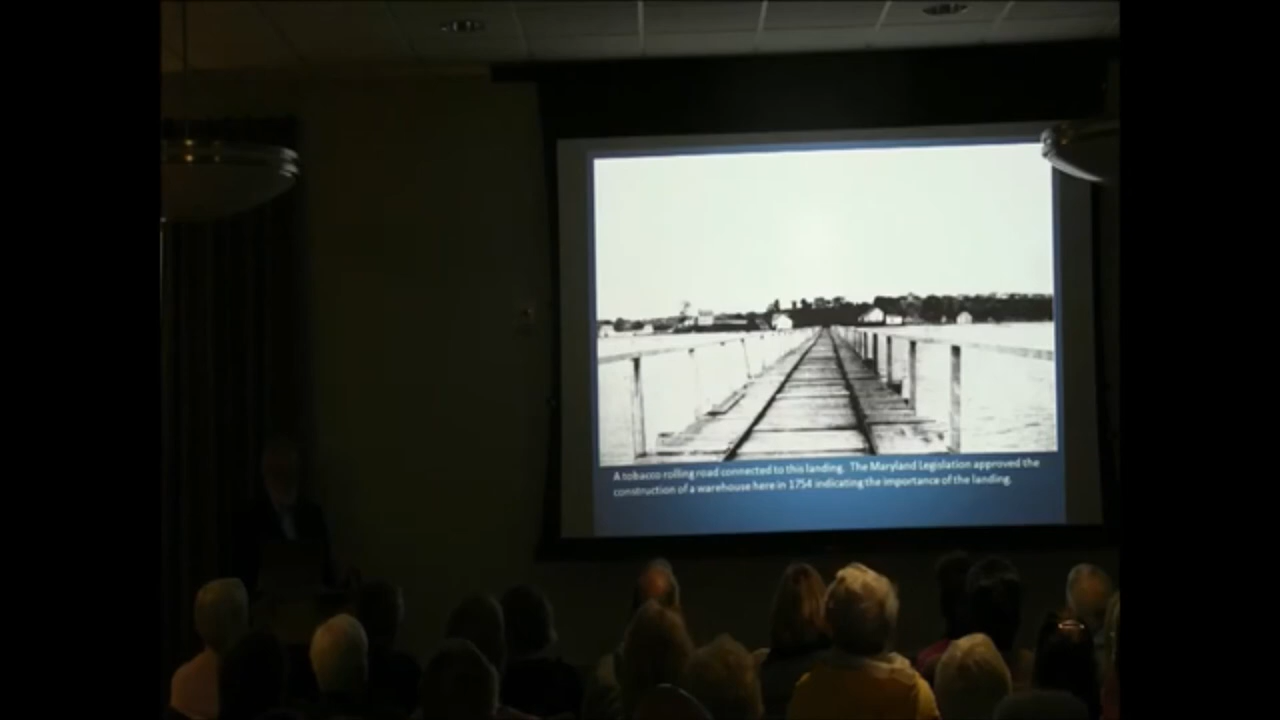 A tobacco rolling road connected to this landing. The Maryland Legislation approved the
construction of a warehouse here in 1754 indicating the importance of the landing.